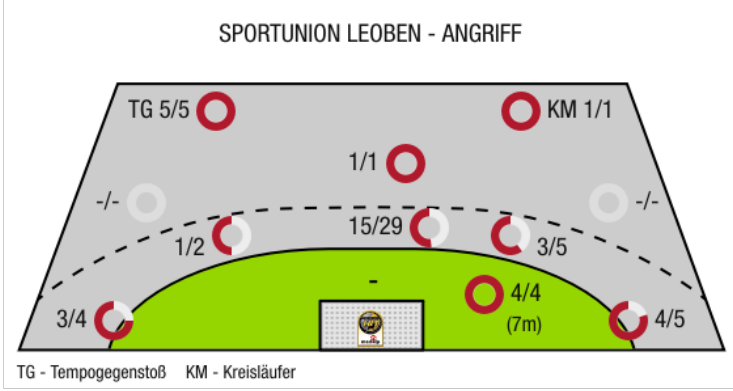 SPORTUNION LEOBEN - ANGRIFF
TG 5/5
KM 1/1
1/1
-/-
-/-
1/2
15/29
3/5
-
3/4
4/4
(7m)
4/5
TG - Tempogegenstoß KM - Kreisläufer